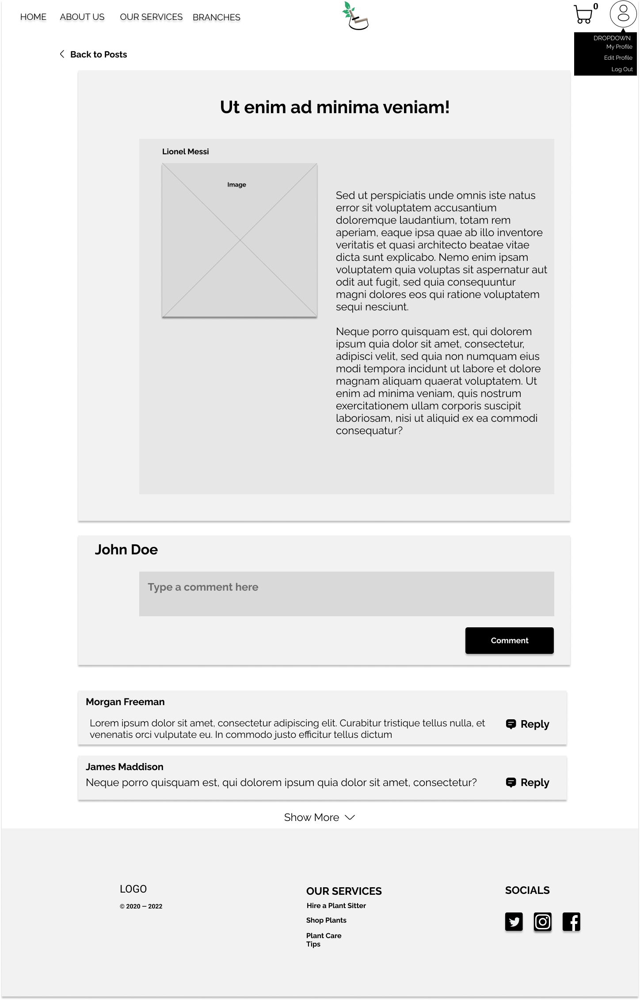 HOME ABOUT US OUR SERVICES BRANCHES
0
DROPDOWN
My Profile
Edit Profile
Log Out
Back to Posts
Ut enim ad minima veniam!
Lionel Messi
Image
Sed ut perspiciatis unde omnis iste natus
error sit voluptatem accusantium
doloremque laudantium, totam rem
aperiam, eaque ipsa quae ab illo inventore
veritatis et quasi architecto beatae vitae
dicta sunt explicabo. Nemo enim ipsam
voluptatem quia voluptas sit aspernatur aut
odit aut fugit, sed quia consequuntur
magni dolores eos qui ratione voluptatem
sequi nesciunt.
Neque porro quisquam est, qui dolorem
ipsum quia dolor sit amet, consectetur,
adipisci velit, sed quia non numquam eius
modi tempora incidunt ut labore et dolore
magnam aliquam quaerat voluptatem. Ut
enim ad minima veniam, quis nostrum
exercitationem ullam corporis suscipit
laboriosam, nisi ut aliquid ex ea commodi
consequatur?
John Doe
Type a comment here
Comment
Morgan Freeman
Lorem ipsum dolor sit amet, consectetur adipiscing elit. Curabitur tristique tellus nulla, et
venenatis orci vulputate eu. In commodo justo efficitur tellus dictum
Reply
James Maddison
Neque porro quisquam est, qui dolorem ipsum quia dolor sit amet, consectetur?
Reply
Show More
LOGO
© 2020 — 2022
OUR SERVICES
Hire a Plant Sitter
Shop Plants
Plant Care
Tips
SOCIALS